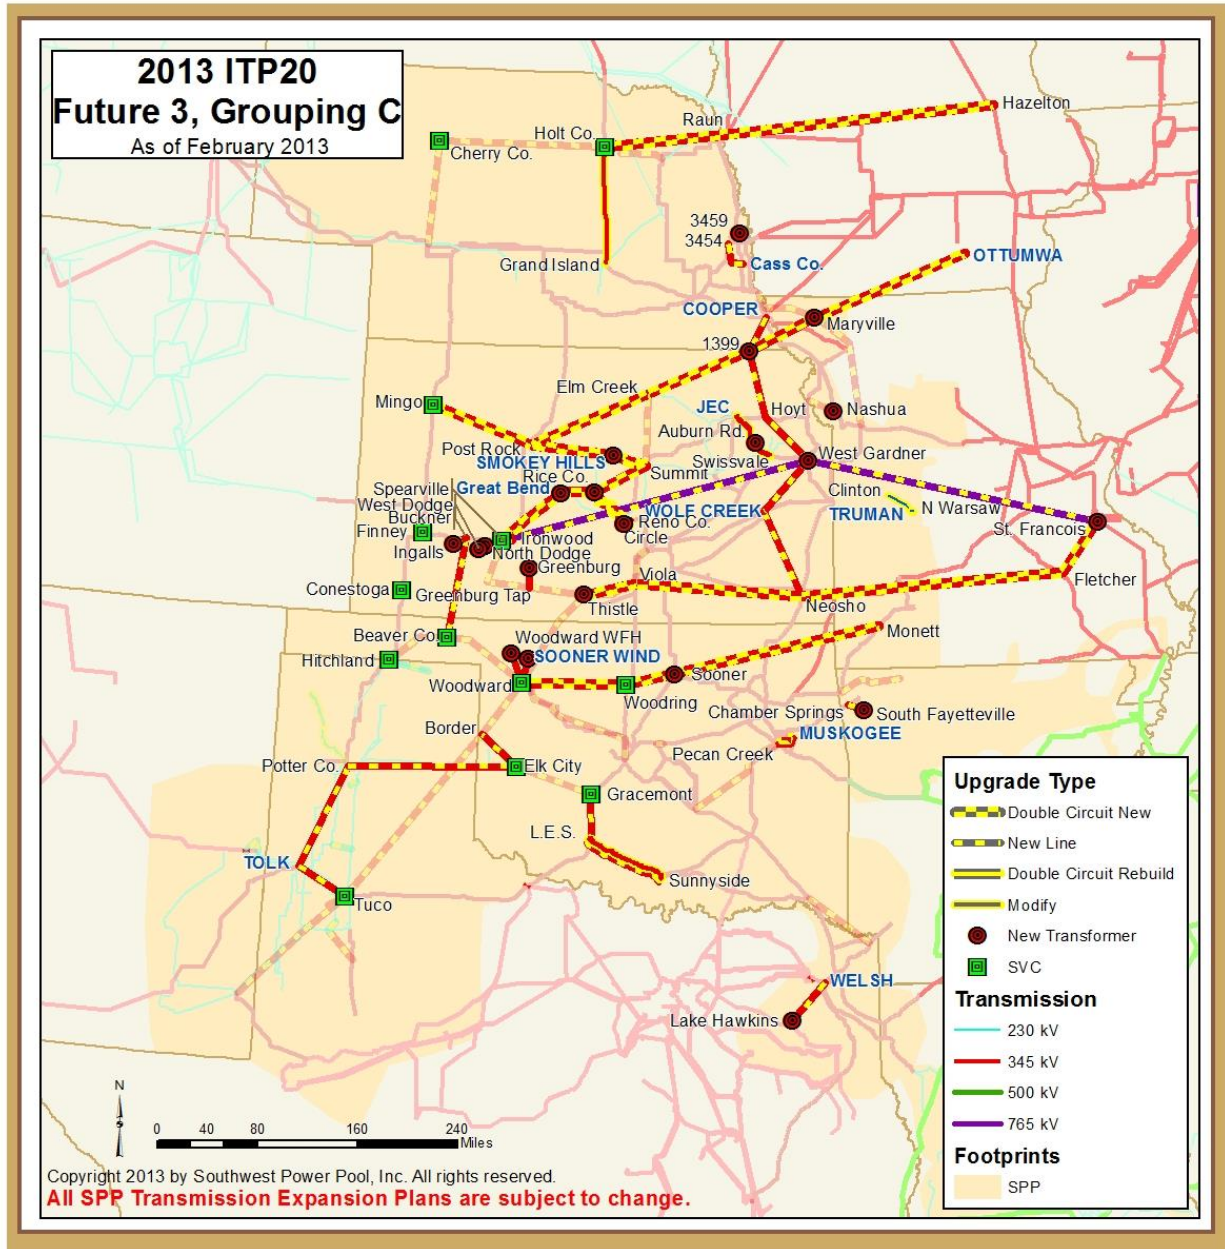 2013 ITP20
Future 3, Grouping C
As of February 2013
Hazelton
Raun
Holt Co.
Cherry Co.
3459
3454
Grand Island
Cass Co.
OTTUMWA
COOPER
Maryville
1399
Elm Creek
Mingo
JEC
Hoyt
Nashua
Auburn Rd.
Post Rock
SMOKEY HILLS
Swissvale
West Gardner
Summit
Rice Co.
Great Bend
Spearville
West Dodge
Buckner
Clinton
WOLF CREEK
TRUMAN
N Warsaw
Finney
Reno Co.
St. Francois
Ironwood
Circle
Ingalls
North Dodge
Greenburg
Viola
Fletcher
Conestoga
Greenburg Tap
Thistle
Neosho
Beaver Co.
Woodward WFH
Monett
Hitchland
SOONER WIND
Sooner
Woodward
Woodring
Chamber Springs
South Fayetteville
Border
MUSKOGEE
Pecan Creek
Potter Co.
Elk City
Gracemont
L.E.S.
TOLK
Sunnyside
Tuco
WELSH
Lake Hawkins
Upgrade Type
Double Circuit New
New Line
Double Circuit Rebuild
Modify
New Transformer
SVC
Transmission
230 kV
345 kV
500 kV
765 kV
Footprints
SPP
N
0 40 80 160 240
Miles
Copyright 2013 by Southwest Power Pool, Inc. All rights reserved.
All SPP Transmission Expansion Plans are subject to change.